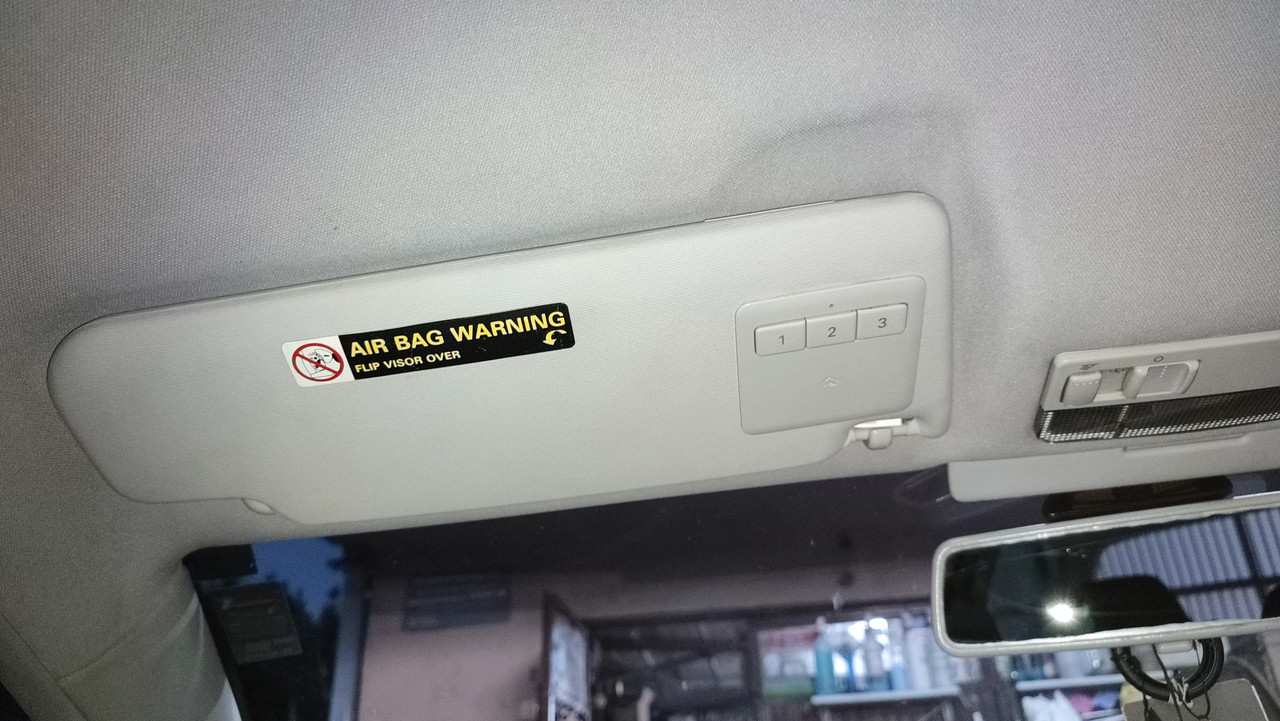 AIR BAG WARNING
FLIP VISOR OVER
1 2 3